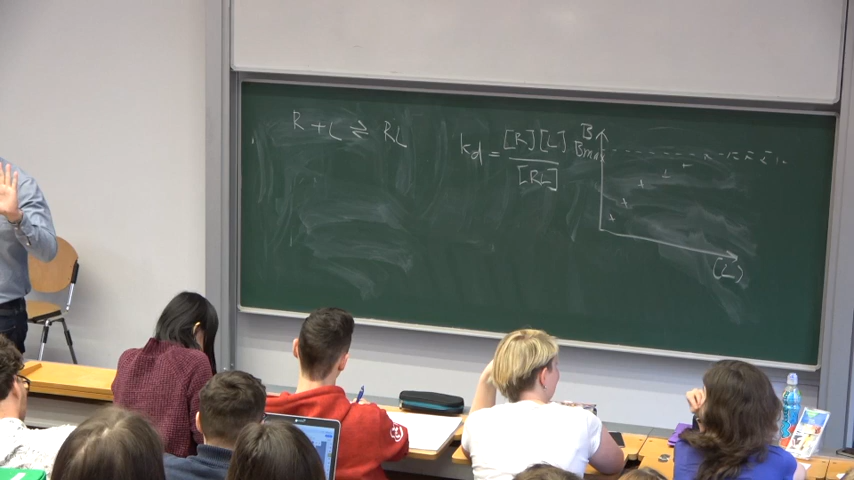 R + L ⇌ RL
kd = [R][L]
[RL]
B
Bmax
(L)